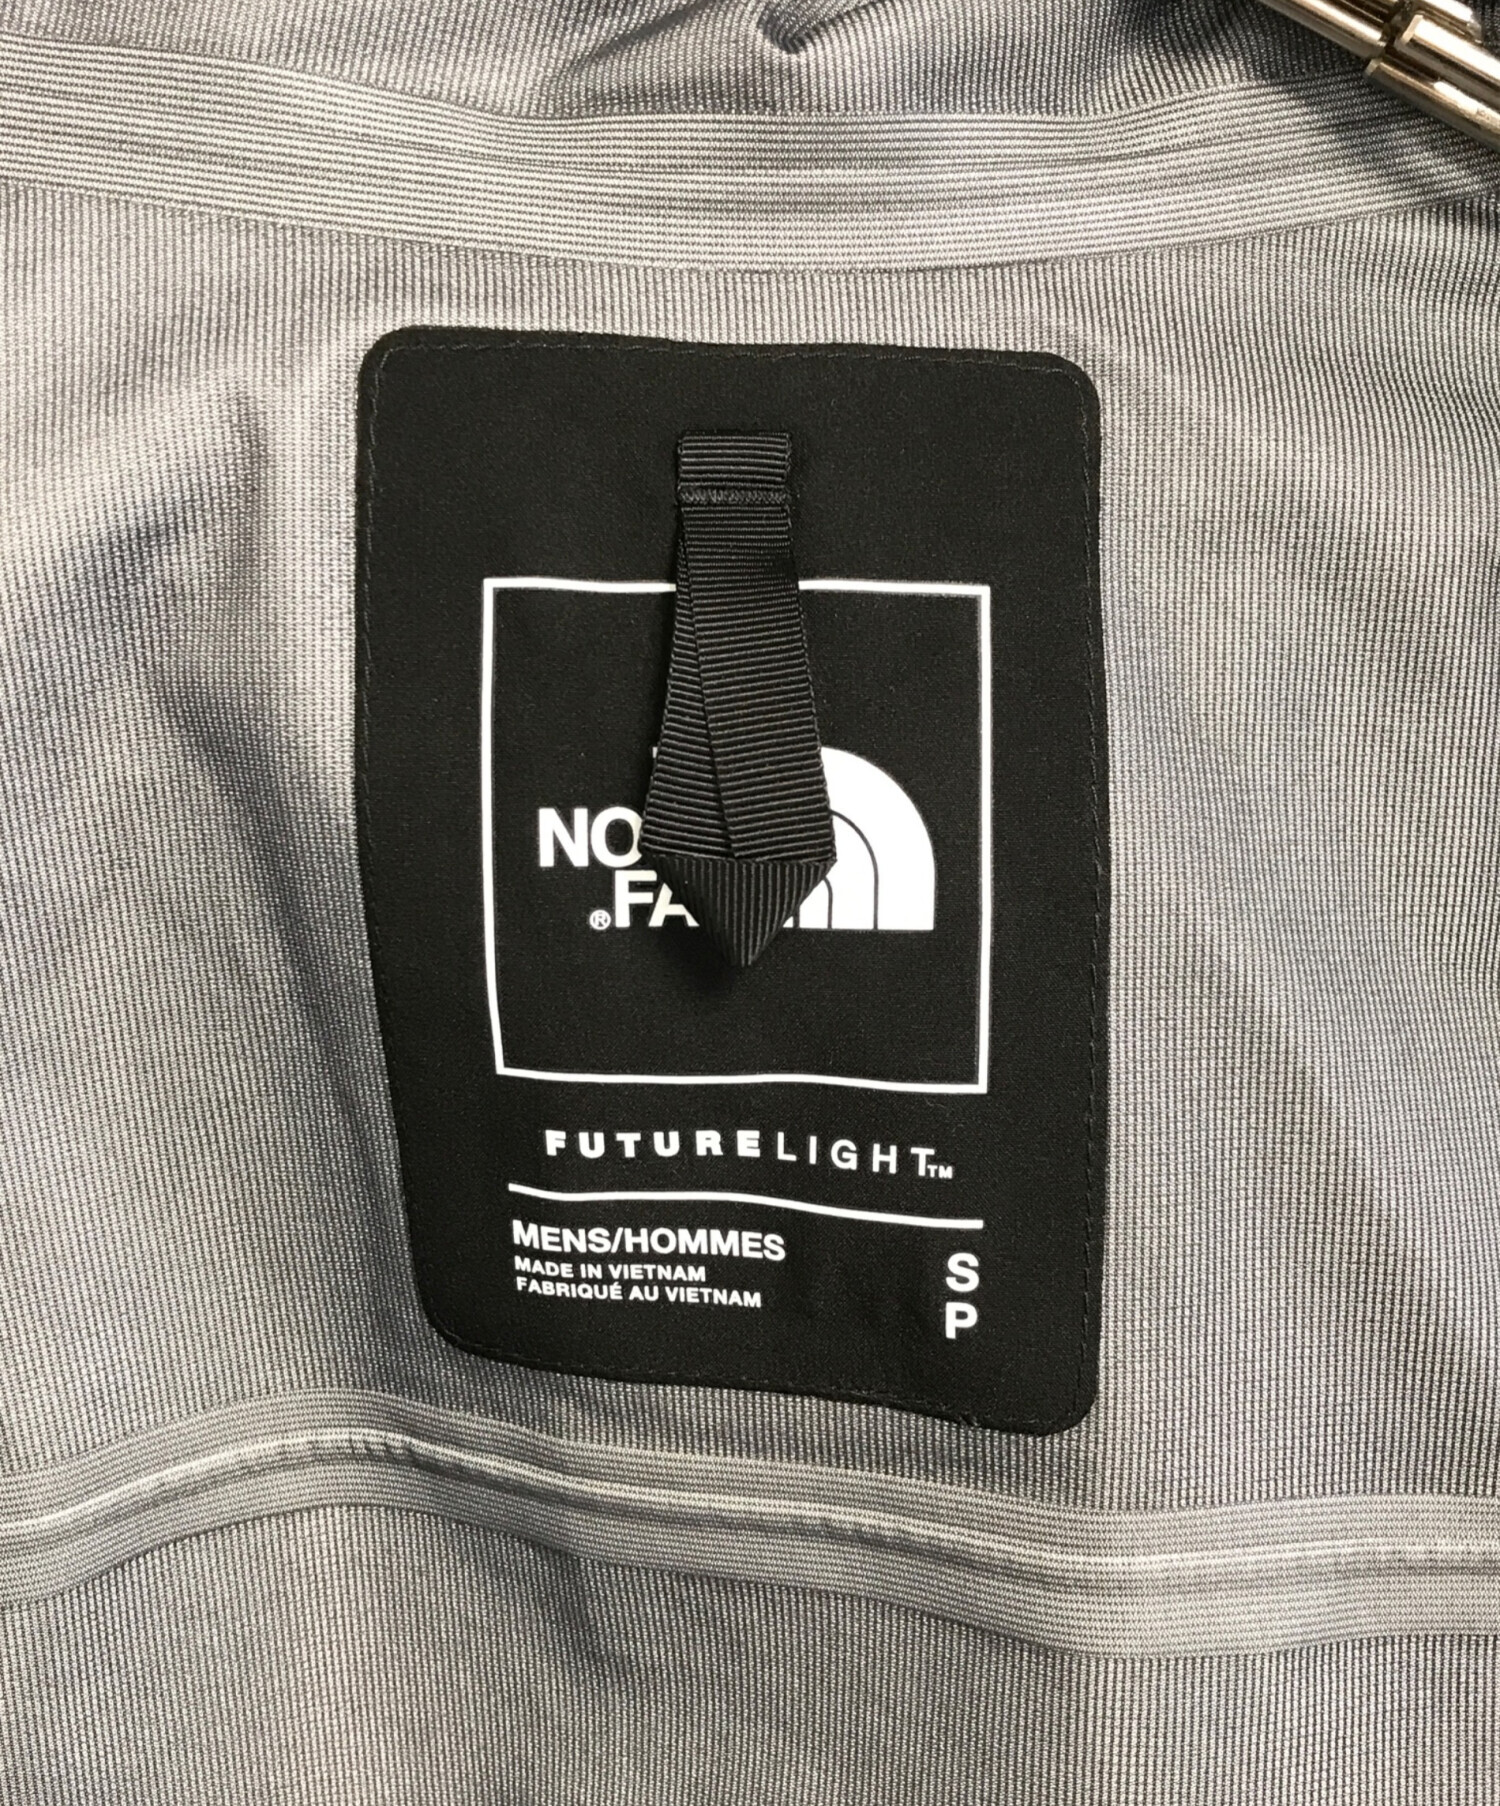 NO
®FA
FUTURELIGHT™
MENS/HOMMES
MADE IN VIETNAM
FABRIQUÉ AU VIETNAM
S
P